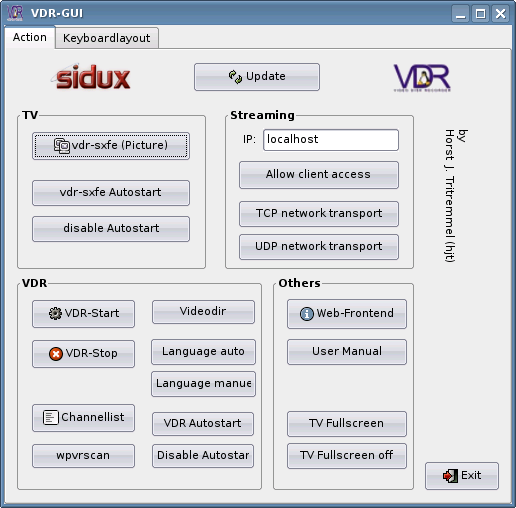 VDR-GUI
Action
Keyboardlayout
sidux
Update
VDR
VIDEO DISK RECORDER
TV
vdr-sxfe (Picture)
vdr-sxfe Autostart
disable Autostart
Streaming
IP:
localhost
Allow client access
TCP network transport
UDP network transport
by
Horst J. Tritremmel (hjt)
VDR
VDR-Start
Videodir
VDR-Stop
Language auto
Language manue
Channellist
VDR Autostart
wpvrscan
Disable Autostar
Others
Web-Frontend
User Manual
TV Fullscreen
TV Fullscreen off
Exit